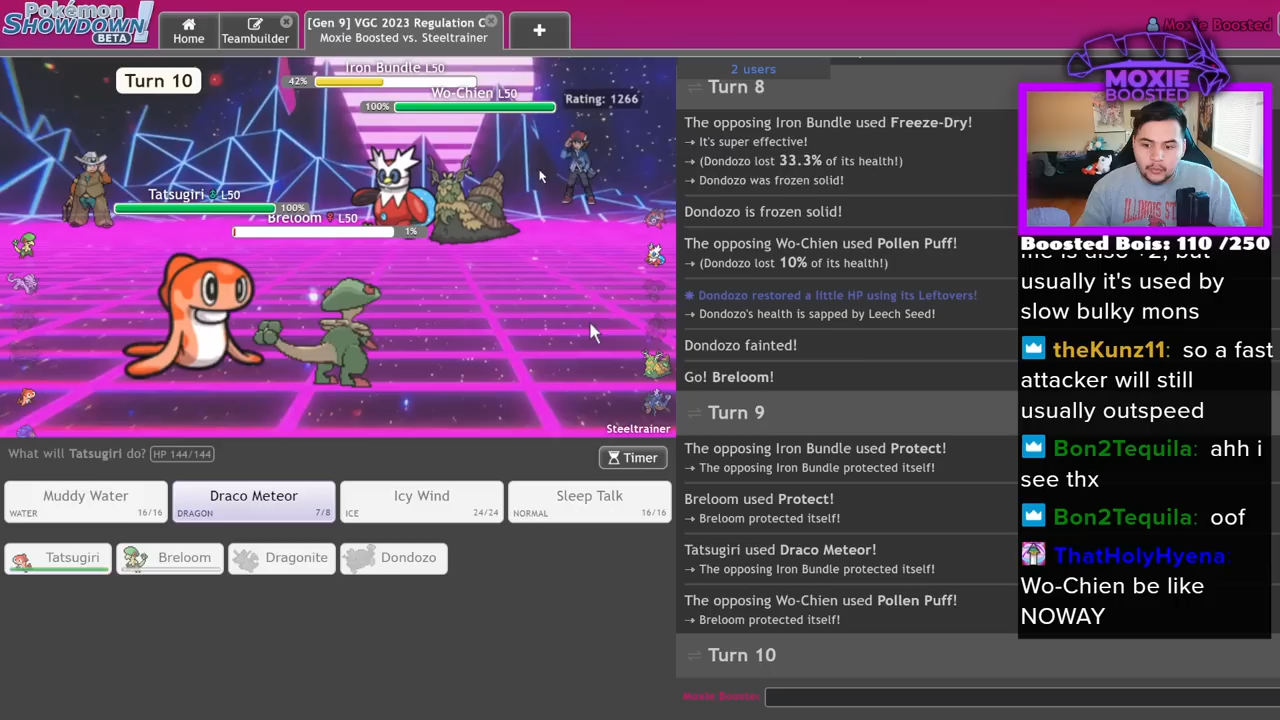 Pokémon
SHOWDOWN!
BETA
Home
Teambuilder
[Gen 9] VGC 2023 Regulation C
Moxie Boosted vs. Steeltrainer
+
Moxie Boosted
Turn 10
Iron Bundle L50
42%
Wo-Chien L50
100%
Rating: 1266
Tatsugiri L50
100%
Breloom L50
1%
Steeltrainer
What will Tatsugiri do? HP 144/144
Timer
Muddy Water
WATER 16/16
Draco Meteor
DRAGON 7/8
Icy Wind
ICE 24/24
Sleep Talk
NORMAL 16/16
Tatsugiri
Breloom
Dragonite
Dondozo
2 users
Turn 8
The opposing Iron Bundle used Freeze-Dry!
→ It's super effective!
→ (Dondozo lost 33.3% of its health!)
→ Dondozo was frozen solid!
Dondozo is frozen solid!
The opposing Wo-Chien used Pollen Puff!
→ (Dondozo lost 10% of its health!)
Dondozo restored a little HP using its Leftovers!
→ Dondozo's health is sapped by Leech Seed!
Dondozo fainted!
Go! Breloom!
Turn 9
The opposing Iron Bundle used Protect!
→ The opposing Iron Bundle protected itself!
Breloom used Protect!
→ Breloom protected itself!
Tatsugiri used Draco Meteor!
→ The opposing Iron Bundle protected itself!
The opposing Wo-Chien used Pollen Puff!
→ Breloom protected itself!
Turn 10
MOXIE
BOOSTED
ILLINOIS ST
Boosted Bois: 110 /250
me is also +2, but
usually it's used by
slow bulky mons
theKunz11: so a fast
attacker will still
usually outspeed
Bon2Tequila: ahh i
see thx
Bon2Tequila: oof
ThatHolyHyena:
Wo-Chien be like
NOWAY